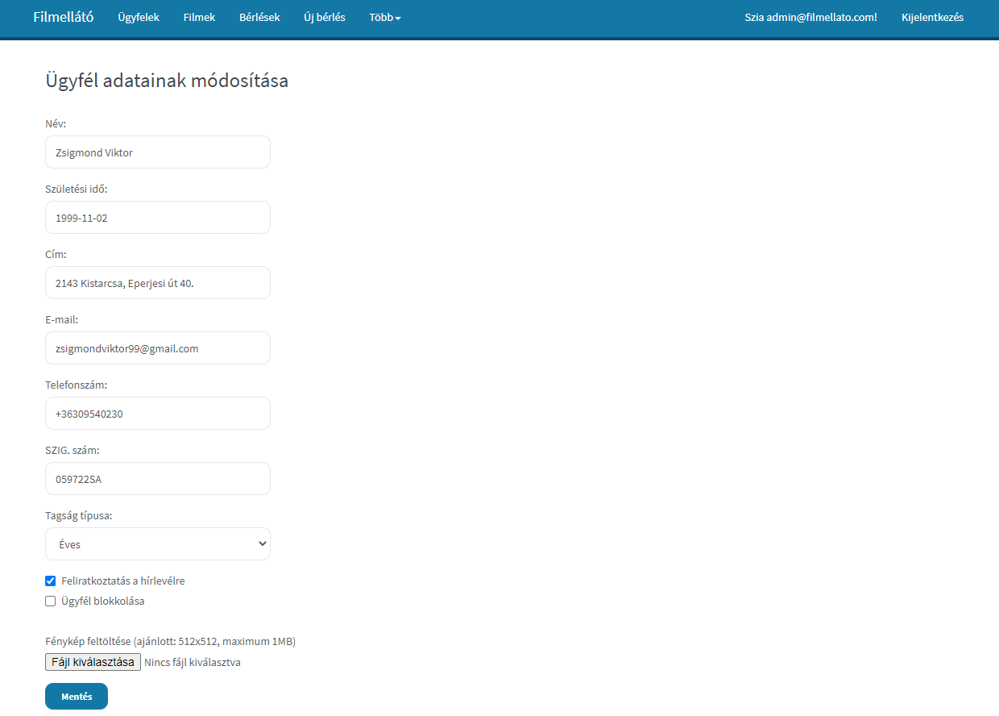 Filmellátó Ügyfelek Filmek Bérlések Új bérlés Több Szia admin@filmellato.com! Kijelentkezés
Ügyfél adatainak módosítása
Név:
Zsigmond Viktor
Születési idő:
1999-11-02
Cím:
2143 Kistarcsa, Eperjesi út 40.
E-mail:
zsigmondviktor99@gmail.com
Telefonszám:
+36309540230
SZIG. szám:
059722SA
Tagság típusa:
Éves
Feliratkoztatás a hírlevélre
Ügyfél blokkolása
Fénykép feltöltése (ajánlott: 512x512, maximum 1MB)
Fájl kiválasztása Nincs fájl kiválasztva
Mentés